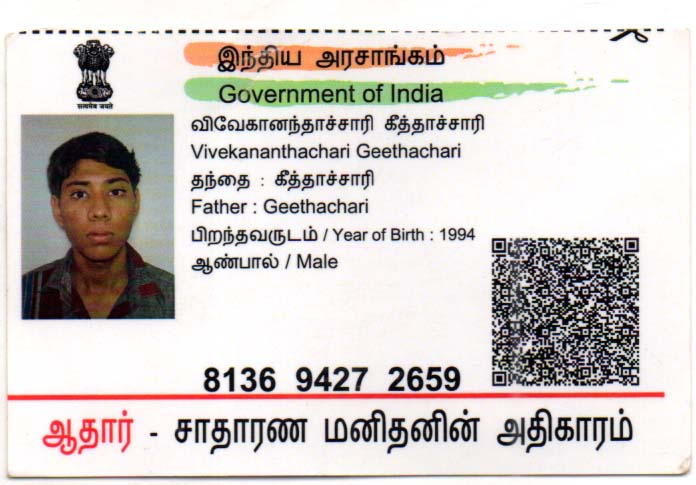 இந்திய அரசாங்கம்
Government of India
सत्यमेव जयते
விவேகானந்தாச்சாரி கீத்தாச்சாரி
Vivekananthachari Geethachari
தந்தை : கீத்தாச்சாரி
Father : Geethachari
பிறந்தவருடம் / Year of Birth : 1994
ஆண்பால் / Male
8136 9427 2659
ஆதார் - சாதாரண மனிதனின் அதிகாரம்